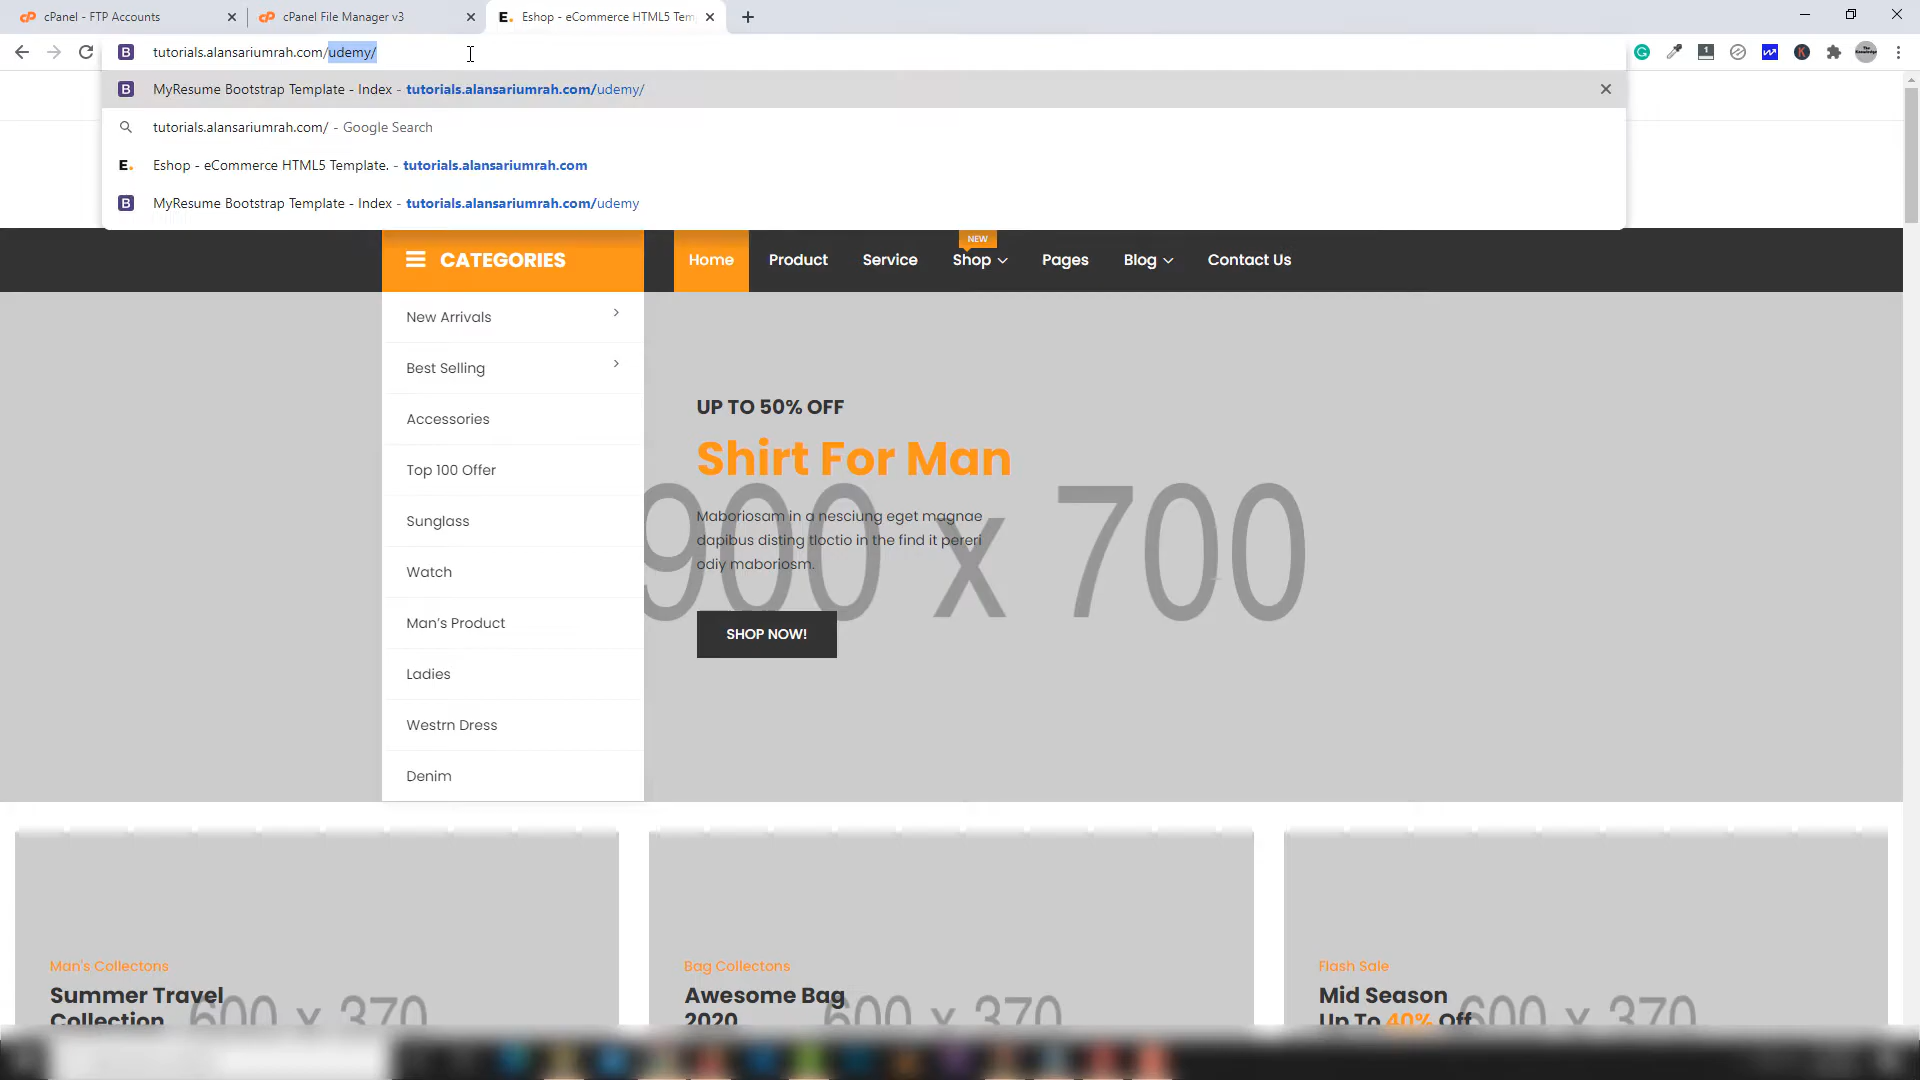 cPanel - FTP Accounts
cPanel File Manager v3
E. Eshop - eCommerce HTML5 Tem
B tutorials.alansariumrah.com/udemy/
B MyResume Bootstrap Template - Index - tutorials.alansariumrah.com/udemy/
tutorials.alansariumrah.com/ - Google Search
E. Eshop - eCommerce HTML5 Template. - tutorials.alansariumrah.com
B MyResume Bootstrap Template - Index - tutorials.alansariumrah.com/udemy
CATEGORIES
Home
Product
Service
NEW
Shop
Pages
Blog
Contact Us
New Arrivals
Best Selling
Accessories
Top 100 Offer
Sunglass
Watch
Man's Product
Ladies
Westrn Dress
Denim
900 x 700
UP TO 50% OFF
Shirt For Man
Maboriosam in a nesciung eget magnae
dapibus disting tloctio in the find it pereri
odiy maboriosm.
SHOP NOW!
Man's Collectons
Summer Travel
Collection
600 x 370
Bag Collectons
Awesome Bag
2020
600 x 370
Flash Sale
Mid Season
Up To 40% Off
600 x 370